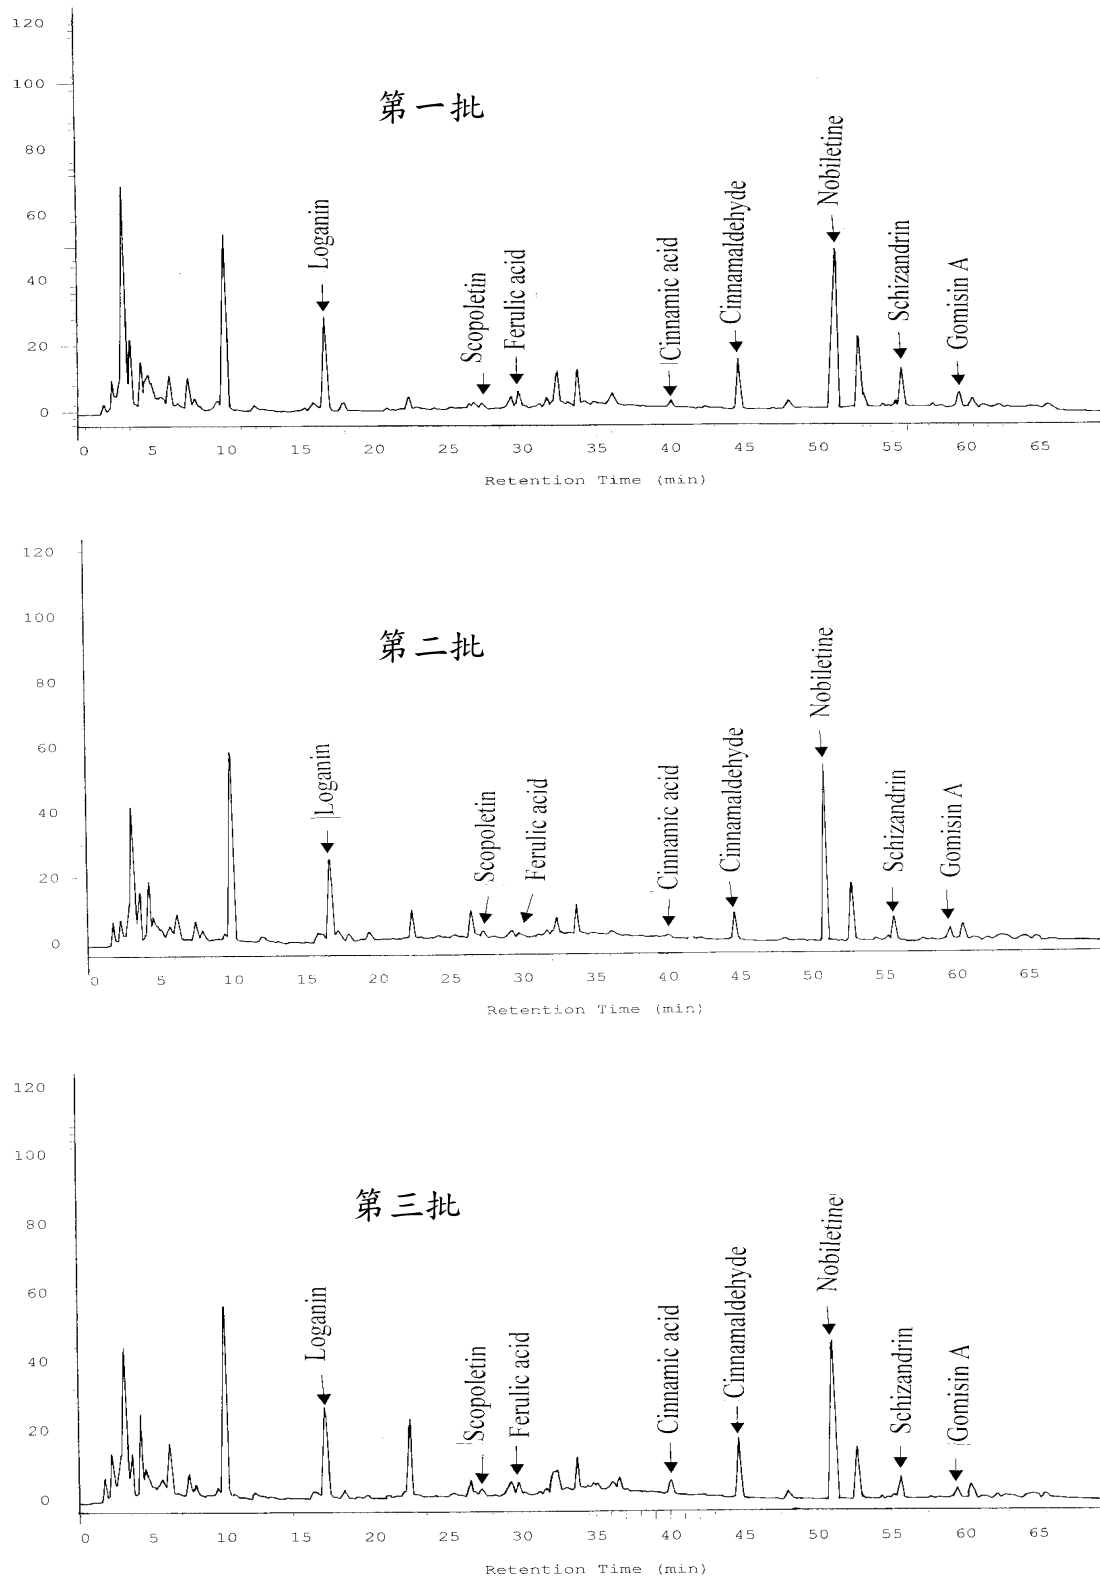 120
100
80
60
40
20
0
第一批
Loganin
Scopoletin
Ferulic acid
Cinnamic acid
Cinnamaldehyde
Nobiletine
Schizandrin
Gomisin A
0 5 10 15 20 25 30 35 40 45 50 55 60 65
Retention Time (min)
120
100
80
60
40
20
0
第二批
Loganin
Scopoletin
Ferulic acid
Cinnamic acid
Cinnamaldehyde
Nobiletine
Schizandrin
Gomisin A
0 5 10 15 20 25 30 35 40 45 50 55 60 65
Retention Time (min)
120
100
80
60
40
20
0
第三批
Loganin
Scopoletin
Ferulic acid
Cinnamic acid
Cinnamaldehyde
Nobiletine
Schizandrin
Gomisin A
0 5 10 15 20 25 30 35 40 45 50 55 60 65
Retention Time (min)